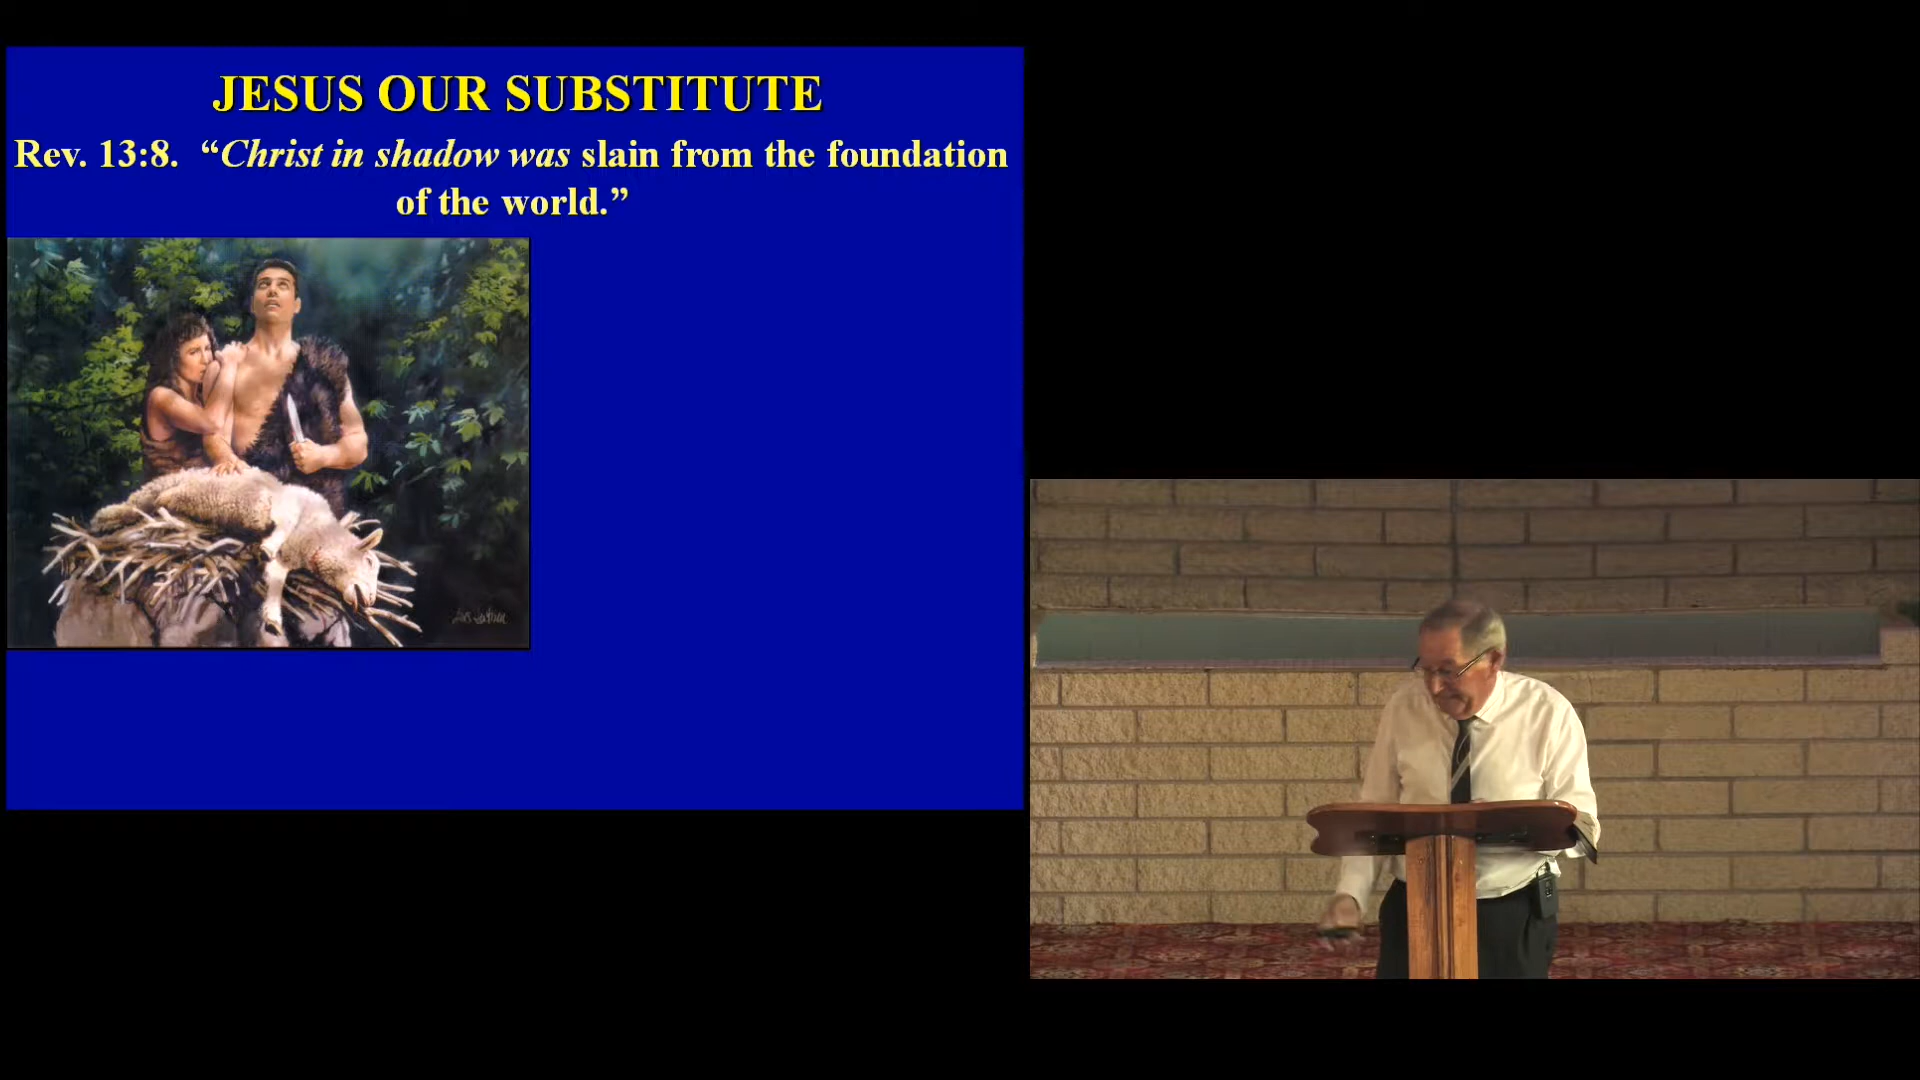 JESUS OUR SUBSTITUTE
Rev. 13:8. “Christ in shadow was slain from the foundation
of the world.”